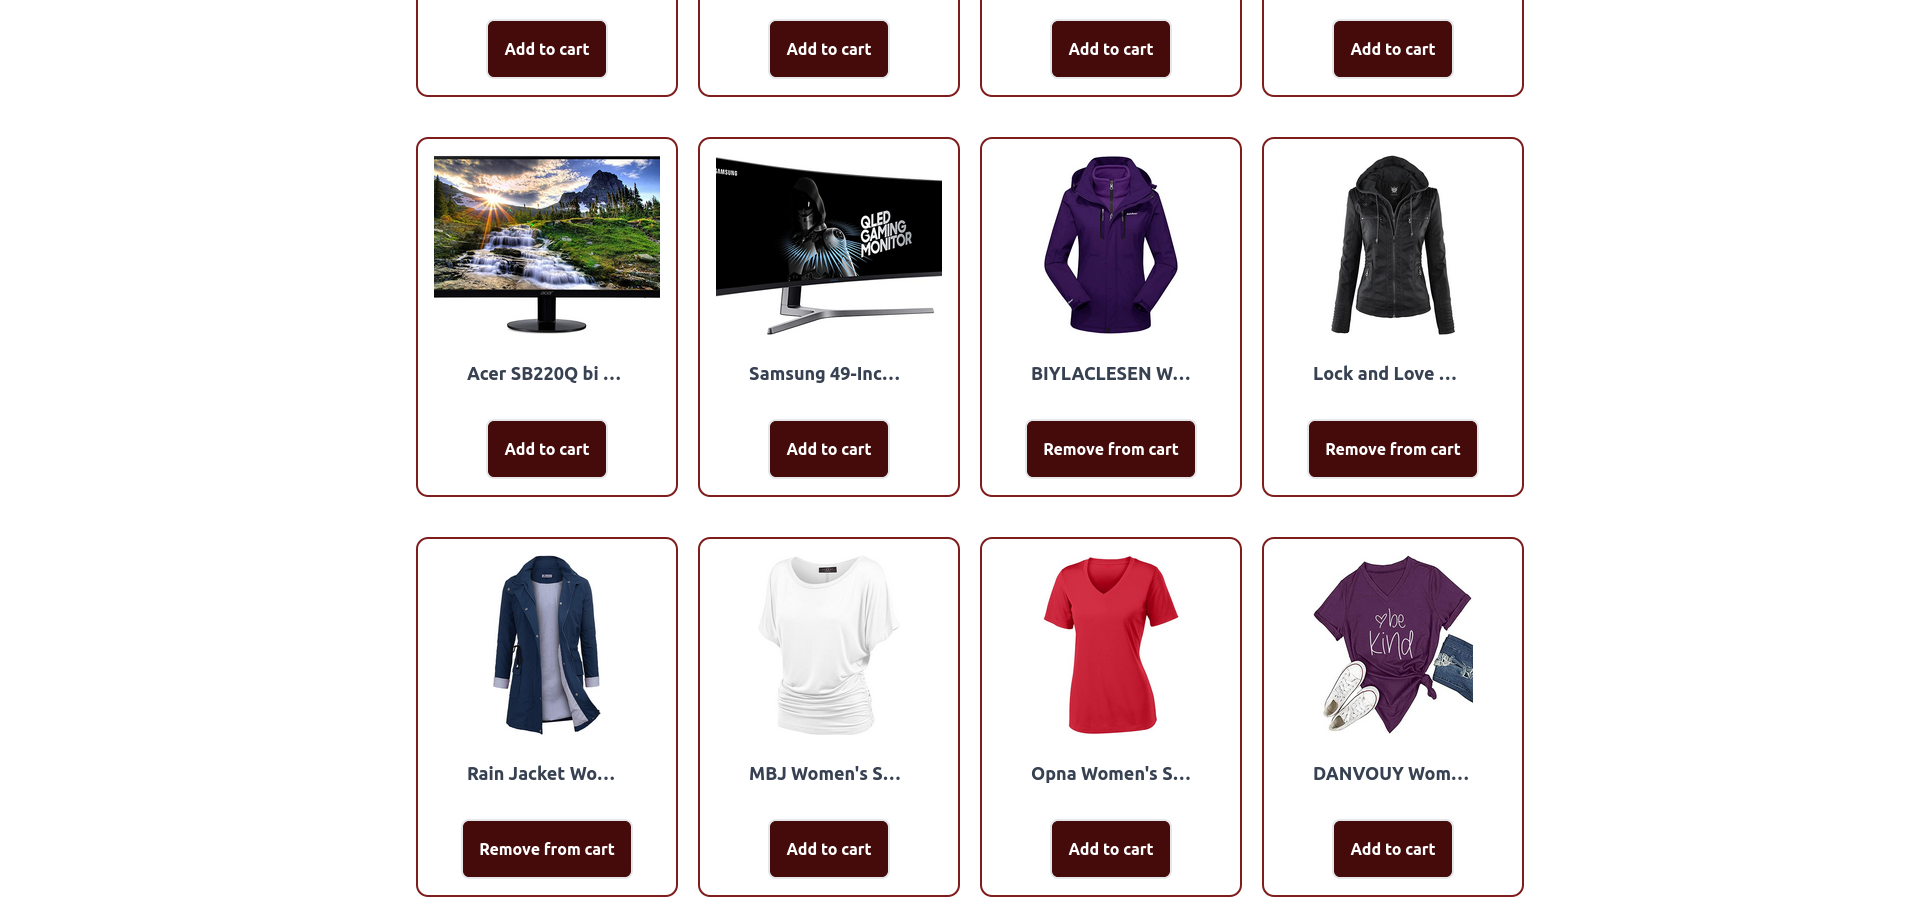 Add to cart
Add to cart
Add to cart
Add to cart
SAMSUNG
QLED
GAMING
MONITOR
acer
Acer SB220Q bi ...
Samsung 49-Inc...
BIYLACLESEN W...
Lock and Love ...
Add to cart
Add to cart
Remove from cart
Remove from cart
be
kind
Rain Jacket Wo...
MBJ Women's S...
Opna Women's S...
DANVOUY Wom...
Remove from cart
Add to cart
Add to cart
Add to cart